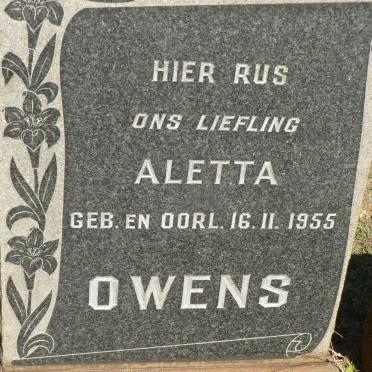 HIER RUS
ONS LIEFLING
ALETTA
GEB. EN OORL. 16. 11. 1955
OWENS